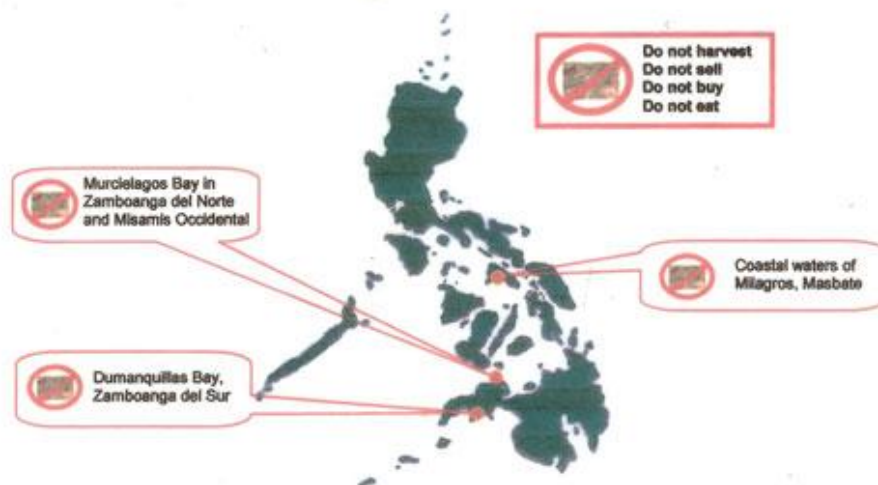 Do not harvest
Do not sell
Do not buy
Do not eat
Murcielagos Bay in
Zamboanga del Norte
and Misamis Occidental
Coastal waters of
Milagros, Masbate
Dumanquillas Bay,
Zamboanga del Sur